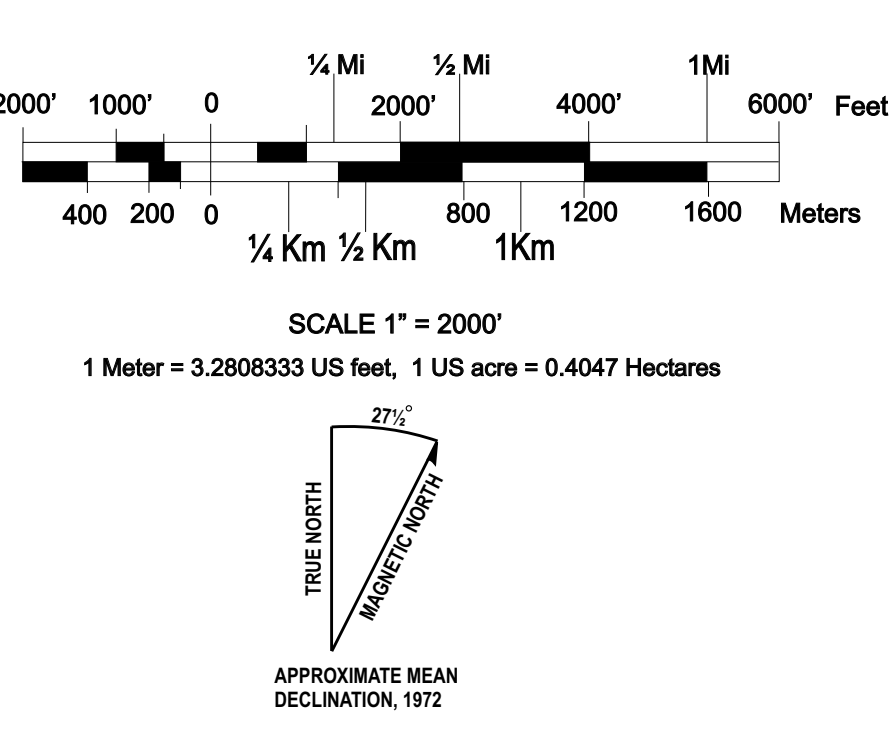 ¼ Mi ½ Mi 1Mi
2000’ 1000’ 0 2000’ 4000’ 6000’ Feet
400 200 0 800 1200 1600 Meters
¼ Km ½ Km 1Km
SCALE 1” = 2000’
1 Meter = 3.2808333 US feet, 1 US acre = 0.4047 Hectares
27½°
TRUE NORTH
MAGNETIC NORTH
APPROXIMATE MEAN
DECLINATION, 1972